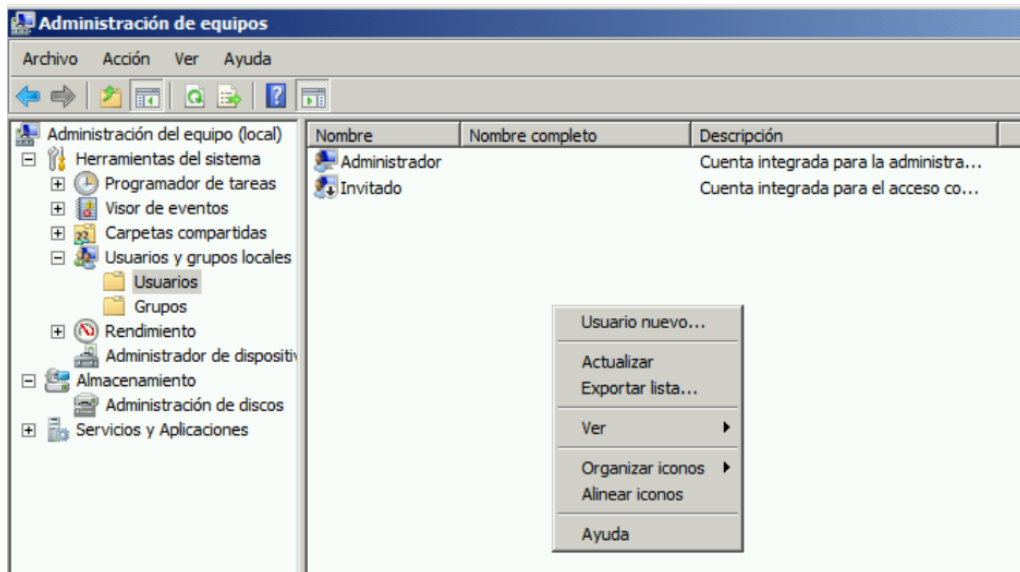 Administración de equipos
Archivo Acción Ver Ayuda
Administración del equipo (local)
Herramientas del sistema
Programador de tareas
Visor de eventos
Carpetas compartidas
Usuarios y grupos locales
Usuarios
Grupos
Rendimiento
Administrador de dispositiv
Almacenamiento
Administración de discos
Servicios y Aplicaciones
Nombre Nombre completo Descripción
Administrador Cuenta integrada para la administra...
Invitado Cuenta integrada para el acceso co...
Usuario nuevo...
Actualizar
Exportar lista...
Ver
Organizar iconos
Alinear iconos
Ayuda